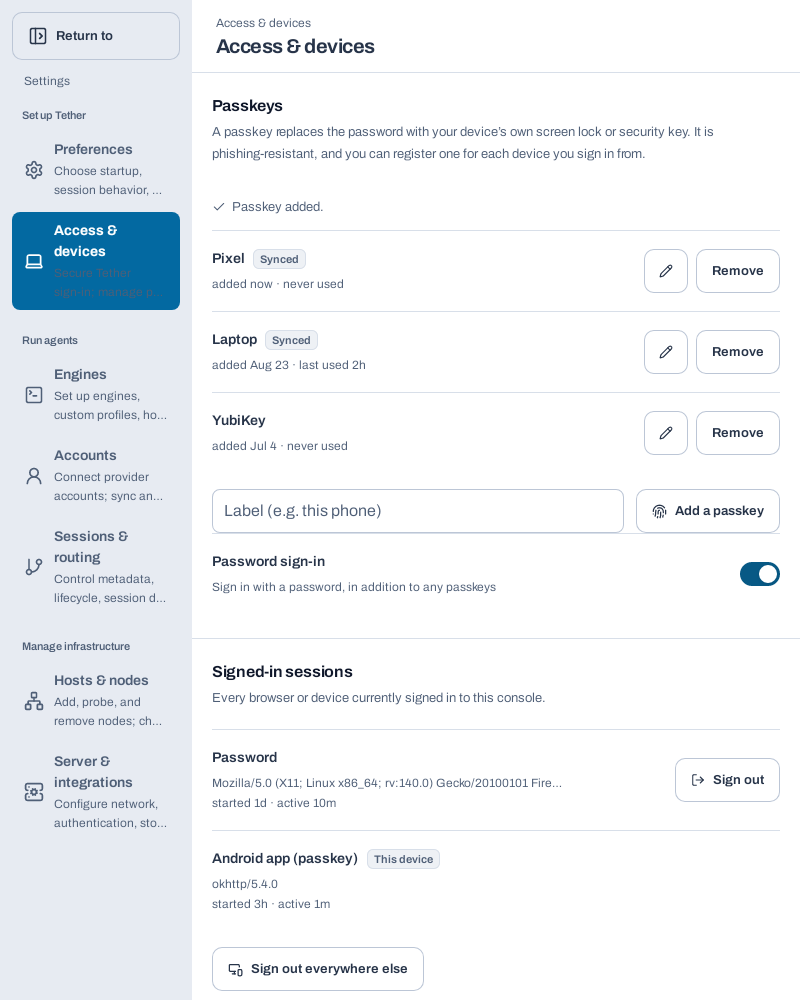 Return to
Settings
Set up Tether
Preferences
Choose startup,
session behavior, ...
Access &
devices
Secure Tether
sign-in; manage p...
Run agents
Engines
Set up engines,
custom profiles, ho...
Accounts
Connect provider
accounts; sync an...
Sessions &
routing
Control metadata,
lifecycle, session d...
Manage infrastructure
Hosts & nodes
Add, probe, and
remove nodes; ch...
Server &
integrations
Configure network,
authentication, sto...
Access & devices
Access & devices
Passkeys
A passkey replaces the password with your device's own screen lock or security key. It is
phishing-resistant, and you can register one for each device you sign in from.
Passkey added.
Pixel Synced
added now · never used
Remove
Laptop Synced
added Aug 23 · last used 2h
Remove
YubiKey
added Jul 4 · never used
Remove
Label (e.g. this phone)
Add a passkey
Password sign-in
Sign in with a password, in addition to any passkeys
Signed-in sessions
Every browser or device currently signed in to this console.
Password
Mozilla/5.0 (X11; Linux x86_64; rv:140.0) Gecko/20100101 Fire...
started 1d · active 10m
Sign out
Android app (passkey) This device
okhttp/5.4.0
started 3h · active 1m
Sign out everywhere else